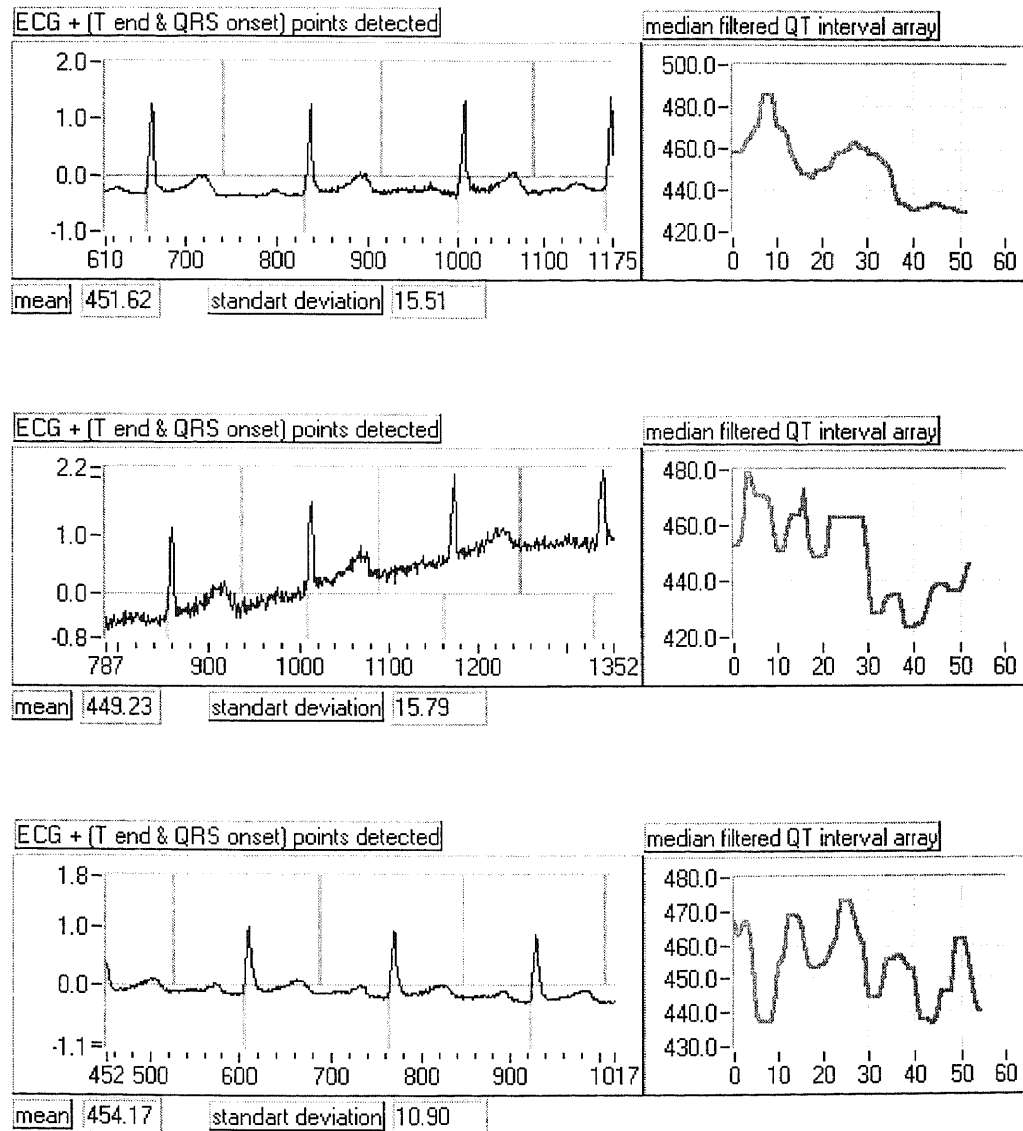 ECG + (T end & QRS onset) points detected
median filtered QT interval array
2.0
1.0
0.0
-1.0
610 700 800 900 1000 1100 1175
500.0
480.0
460.0
440.0
420.0
0 10 20 30 40 50 60
mean 451.62 standart deviation 15.51
ECG + (T end & QRS onset) points detected
median filtered QT interval array
2.2
1.0
0.0
-0.8
787 900 1000 1100 1200 1352
480.0
460.0
440.0
420.0
0 10 20 30 40 50 60
mean 449.23 standart deviation 15.79
ECG + (T end & QRS onset) points detected
median filtered QT interval array
1.8
1.0
0.0
-1.1
452 500 600 700 800 900 1017
480.0
470.0
460.0
450.0
440.0
430.0
0 10 20 30 40 50 60
mean 454.17 standart deviation 10.90